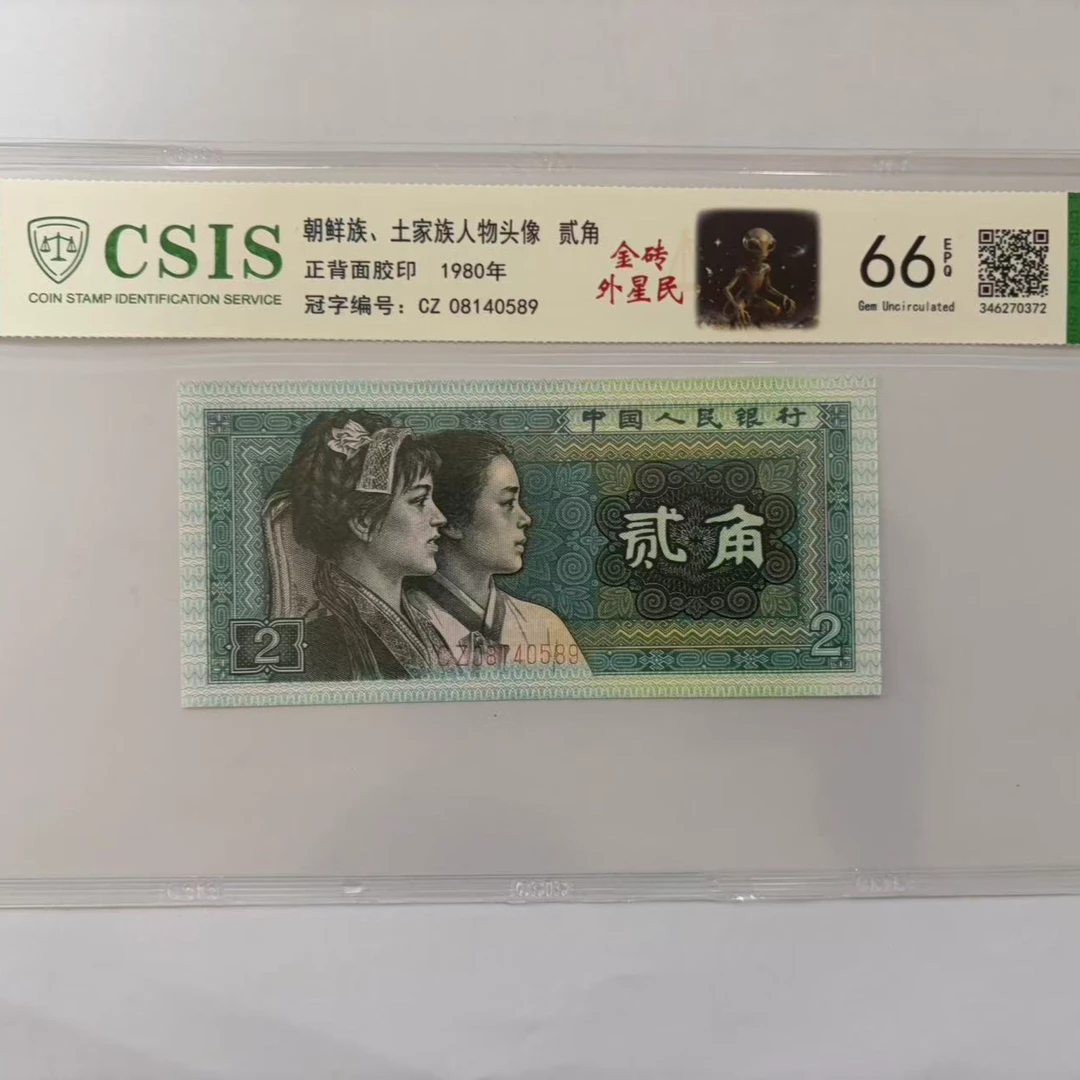 CSIS
COIN STAMP IDENTIFICATION SERVICE
朝鲜族、土家族人物头像 贰角
正背面胶印 1980年
冠字编号: CZ 08140589
金砖
外星民
66 EPQ
Gem Uncirculated
346270372
中国人民银行
贰角
2
2
CZ08140589